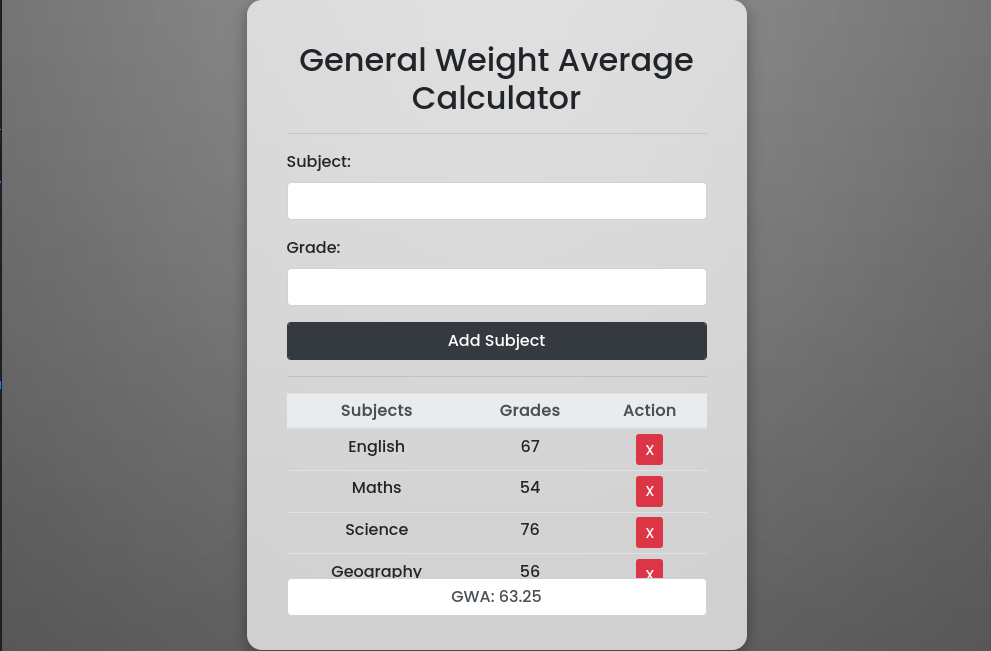 General Weight Average
Calculator
Subject:
Grade:
Add Subject
Subjects Grades Action
English 67 X
Maths 54 X
Science 76 X
Geography 56 X
GWA: 63.25